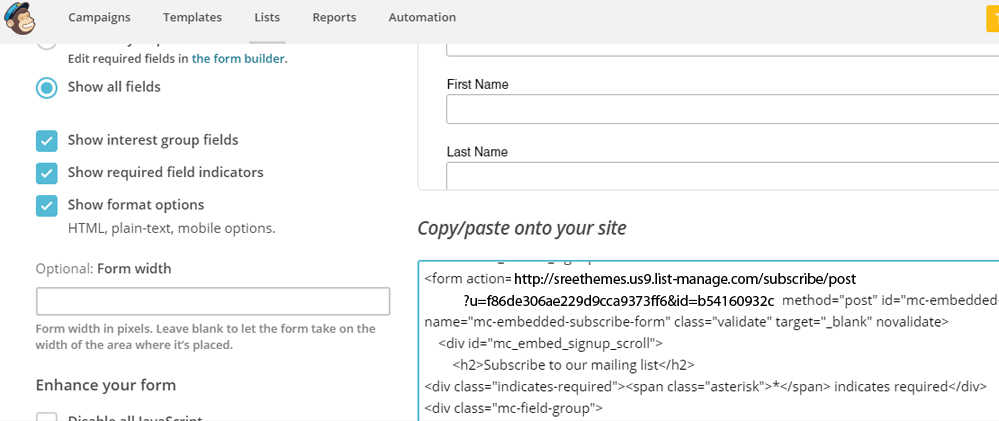 Campaigns Templates Lists Reports Automation
Edit required fields in the form builder.
Show all fields
Show interest group fields
Show required field indicators
Show format options
HTML, plain-text, mobile options.
Optional: Form width
Form width in pixels. Leave blank to let the form take on the
width of the area where it's placed.
Enhance your form
Disable all JavaScript
First Name
Last Name
Copy/paste onto your site
<form action=http://sreethemes.us9.list-manage.com/subscribe/post
?u=f86de306ae229d9cca9373ff6&id=b54160932c method="post" id="mc-embedded-
name="mc-embedded-subscribe-form" class="validate" target="_blank" novalidate>
<div id="mc_embed_signup_scroll">
<h2>Subscribe to our mailing list</h2>
<div class="indicates-required"><span class="asterisk">*</span> indicates required</div>
<div class="mc-field-group">